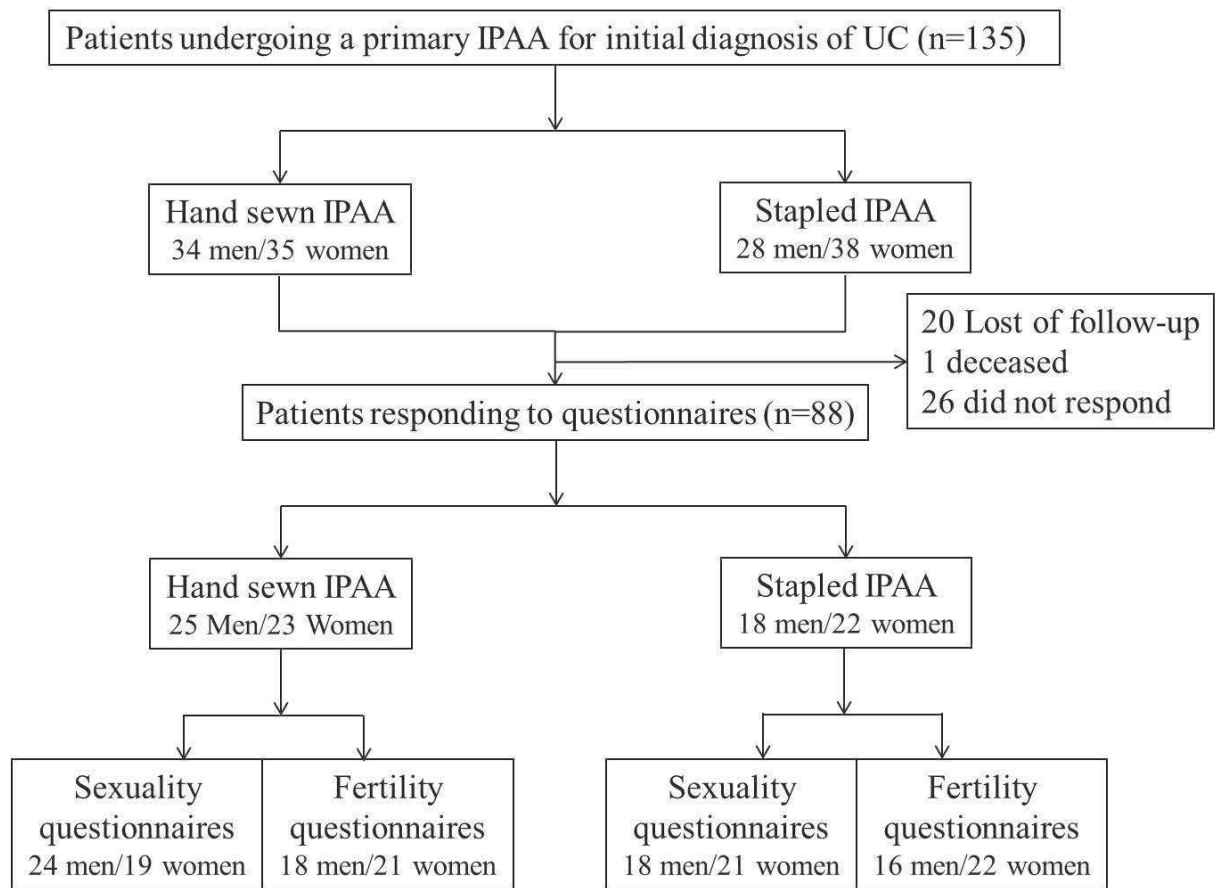 Patients undergoing a primary IPAA for initial diagnosis of UC (n=135)
Hand sewn IPAA
34 men/35 women
Stapled IPAA
28 men/38 women
20 Lost of follow-up
1 deceased
26 did not respond
Patients responding to questionnaires (n=88)
Hand sewn IPAA
25 Men/23 Women
Stapled IPAA
18 men/22 women
Sexuality
questionnaires
24 men/19 women
Fertility
questionnaires
18 men/21 women
Sexuality
questionnaires
18 men/21 women
Fertility
questionnaires
16 men/22 women